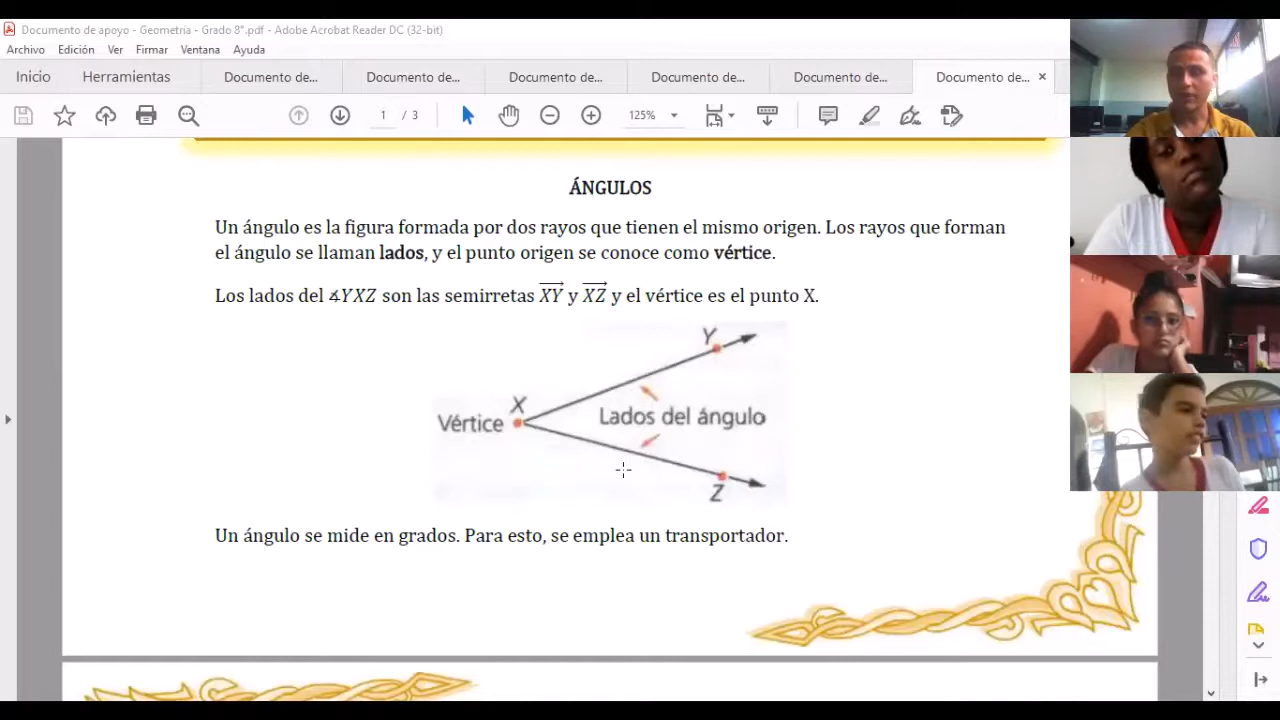 Documento de apoyo - Geometría - Grado 8°.pdf - Adobe Acrobat Reader DC (32-bit)
Archivo Edición Ver Firmar Ventana Ayuda
Inicio Herramientas Documento de... Documento de... Documento de... Documento de... Documento de... Documento de... ×
1 / 3 125%
ÁNGULOS
Un ángulo es la figura formada por dos rayos que tienen el mismo origen. Los rayos que forman
el ángulo se llaman lados, y el punto origen se conoce como vértice.
Los lados del ∡YXZ son las semirretas XY y XZ y el vértice es el punto X.
Y
X
Vértice
Lados del ángulo
Z
Un ángulo se mide en grados. Para esto, se emplea un transportador.